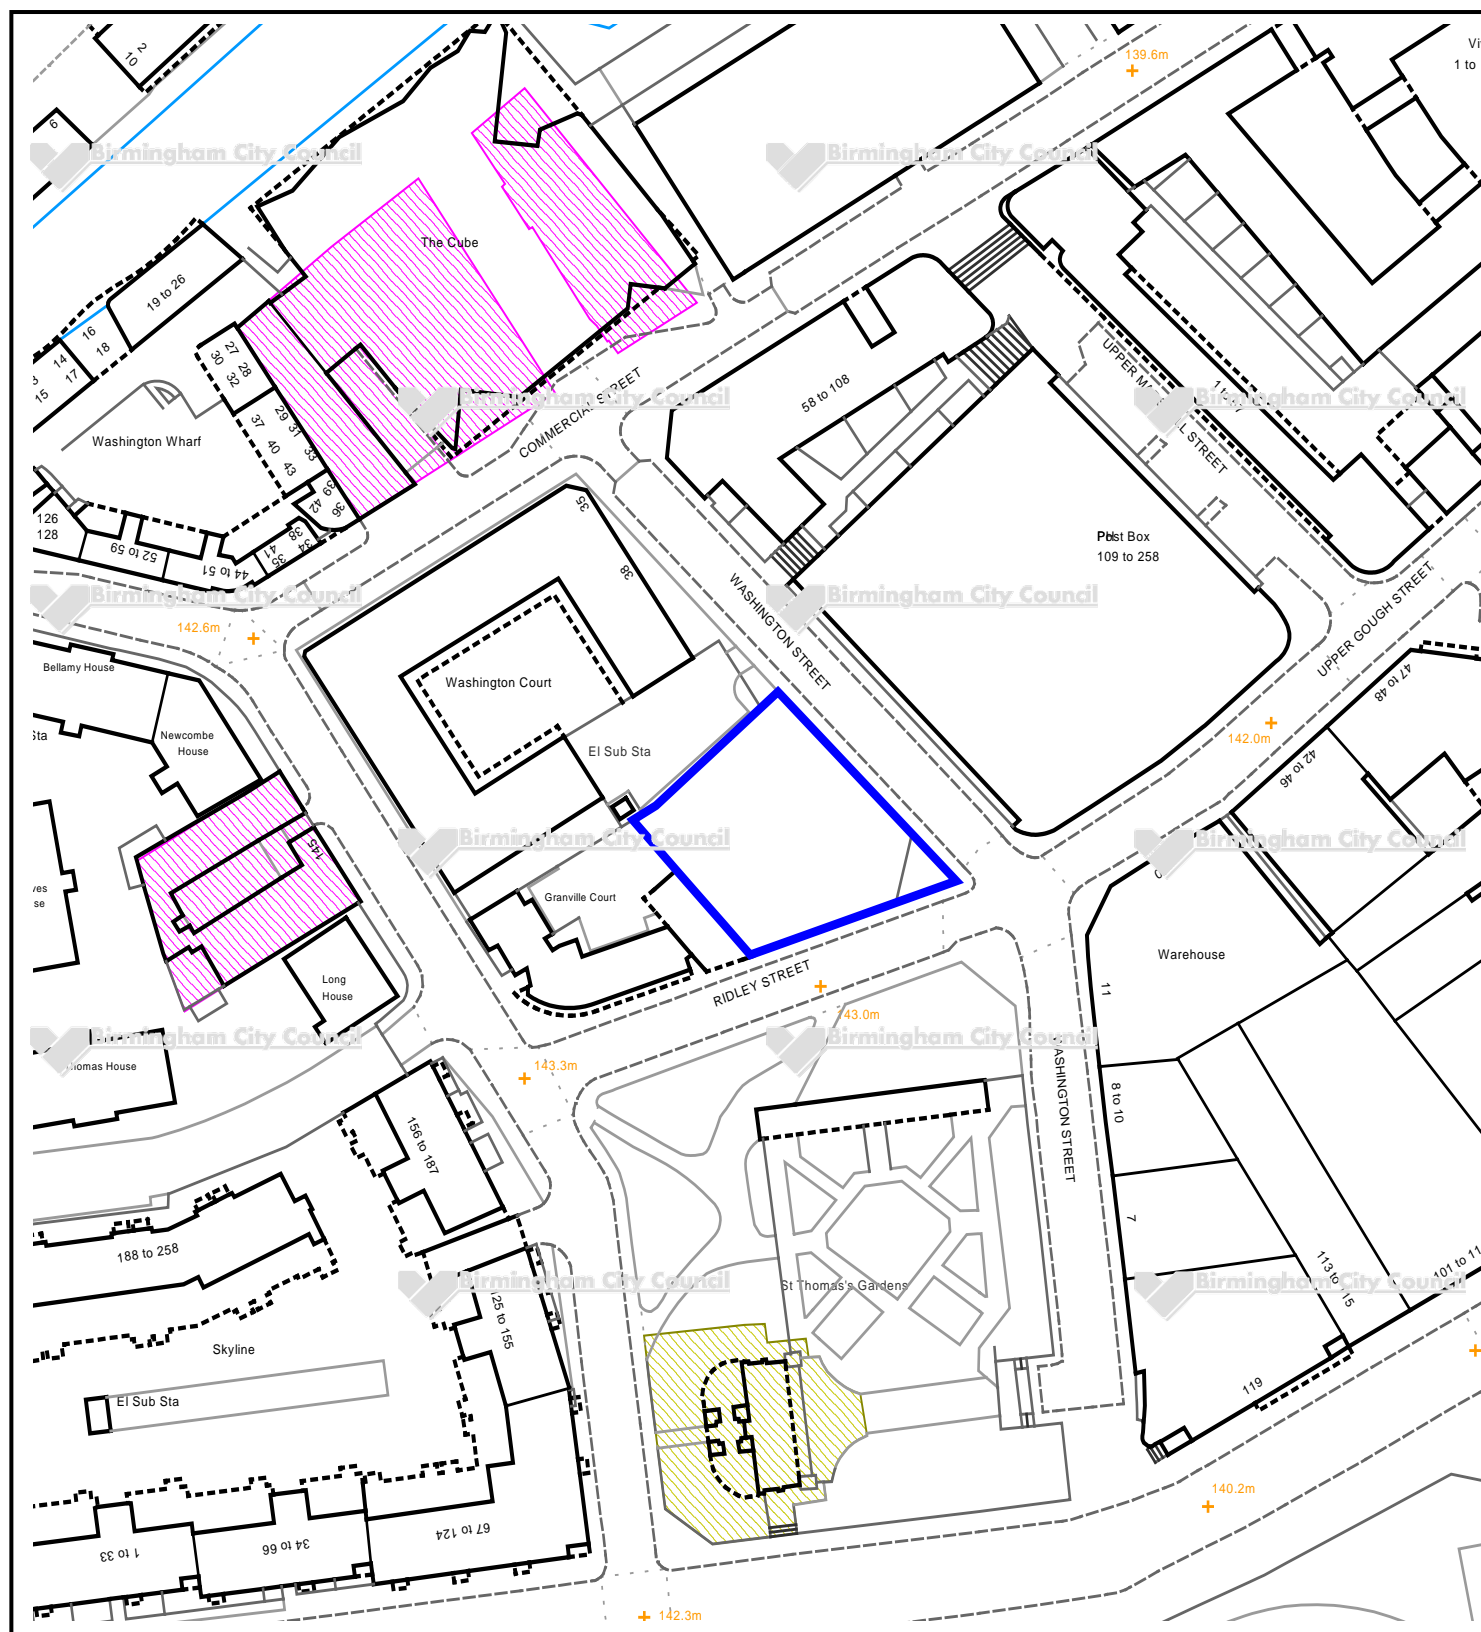 139.6m
2
10
1 to
6
Birmingham City Council
Birmingham City Council
The Cube
19 to 26
16
18
14
17
15
27
28
30
32
29
31
33
37
40
43
39
42
36
Washington Wharf
COMMERCIAL STREET
Birmingham City Council
Birmingham City Council
58 to 108
UPPER
STREET
126
128
52 to 59
44 to 51
41
38
35
34
35
38
Post Box
109 to 258
WASHINGTON STREET
UPPER GOUGH STREET
Birmingham City Council
Birmingham City Council
142.6m
Bellamy House
Newcombe
House
Washington Court
El Sub Sta
142.0m
47 to 48
42 to 46
Birmingham City Council
Birmingham City Council
145
Granville Court
Warehouse
Long
House
RIDLEY STREET
143.0m
11
Birmingham City Council
Birmingham City Council
Thomas House
143.3m
WASHINGTON STREET
8 to 10
156 to 187
7
188 to 258
St Thomas's Gardens
113 to 115
Birmingham City Council
Birmingham City Council
125 to 155
Skyline
El Sub Sta
119
140.2m
1 to 33
34 to 66
67 to 124
142.3m